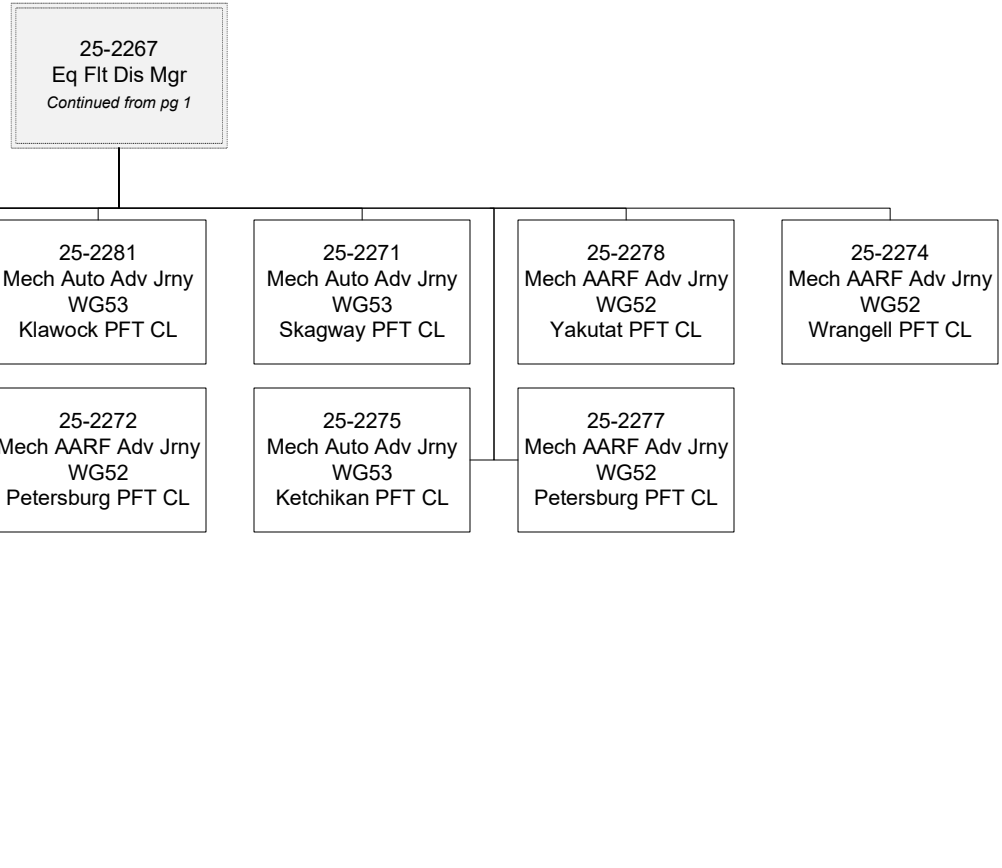 25-2267
Eq Flt Dis Mgr
Continued from pg 1
25-2281
Mech Auto Adv Jrny
WG53
Klawock PFT CL
25-2271
Mech Auto Adv Jrny
WG53
Skagway PFT CL
25-2278
Mech AARF Adv Jrny
WG52
Yakutat PFT CL
25-2274
Mech AARF Adv Jrny
WG52
Wrangell PFT CL
25-2272
Mech AARF Adv Jrny
WG52
Petersburg PFT CL
25-2275
Mech Auto Adv Jrny
WG53
Ketchikan PFT CL
25-2277
Mech AARF Adv Jrny
WG52
Petersburg PFT CL